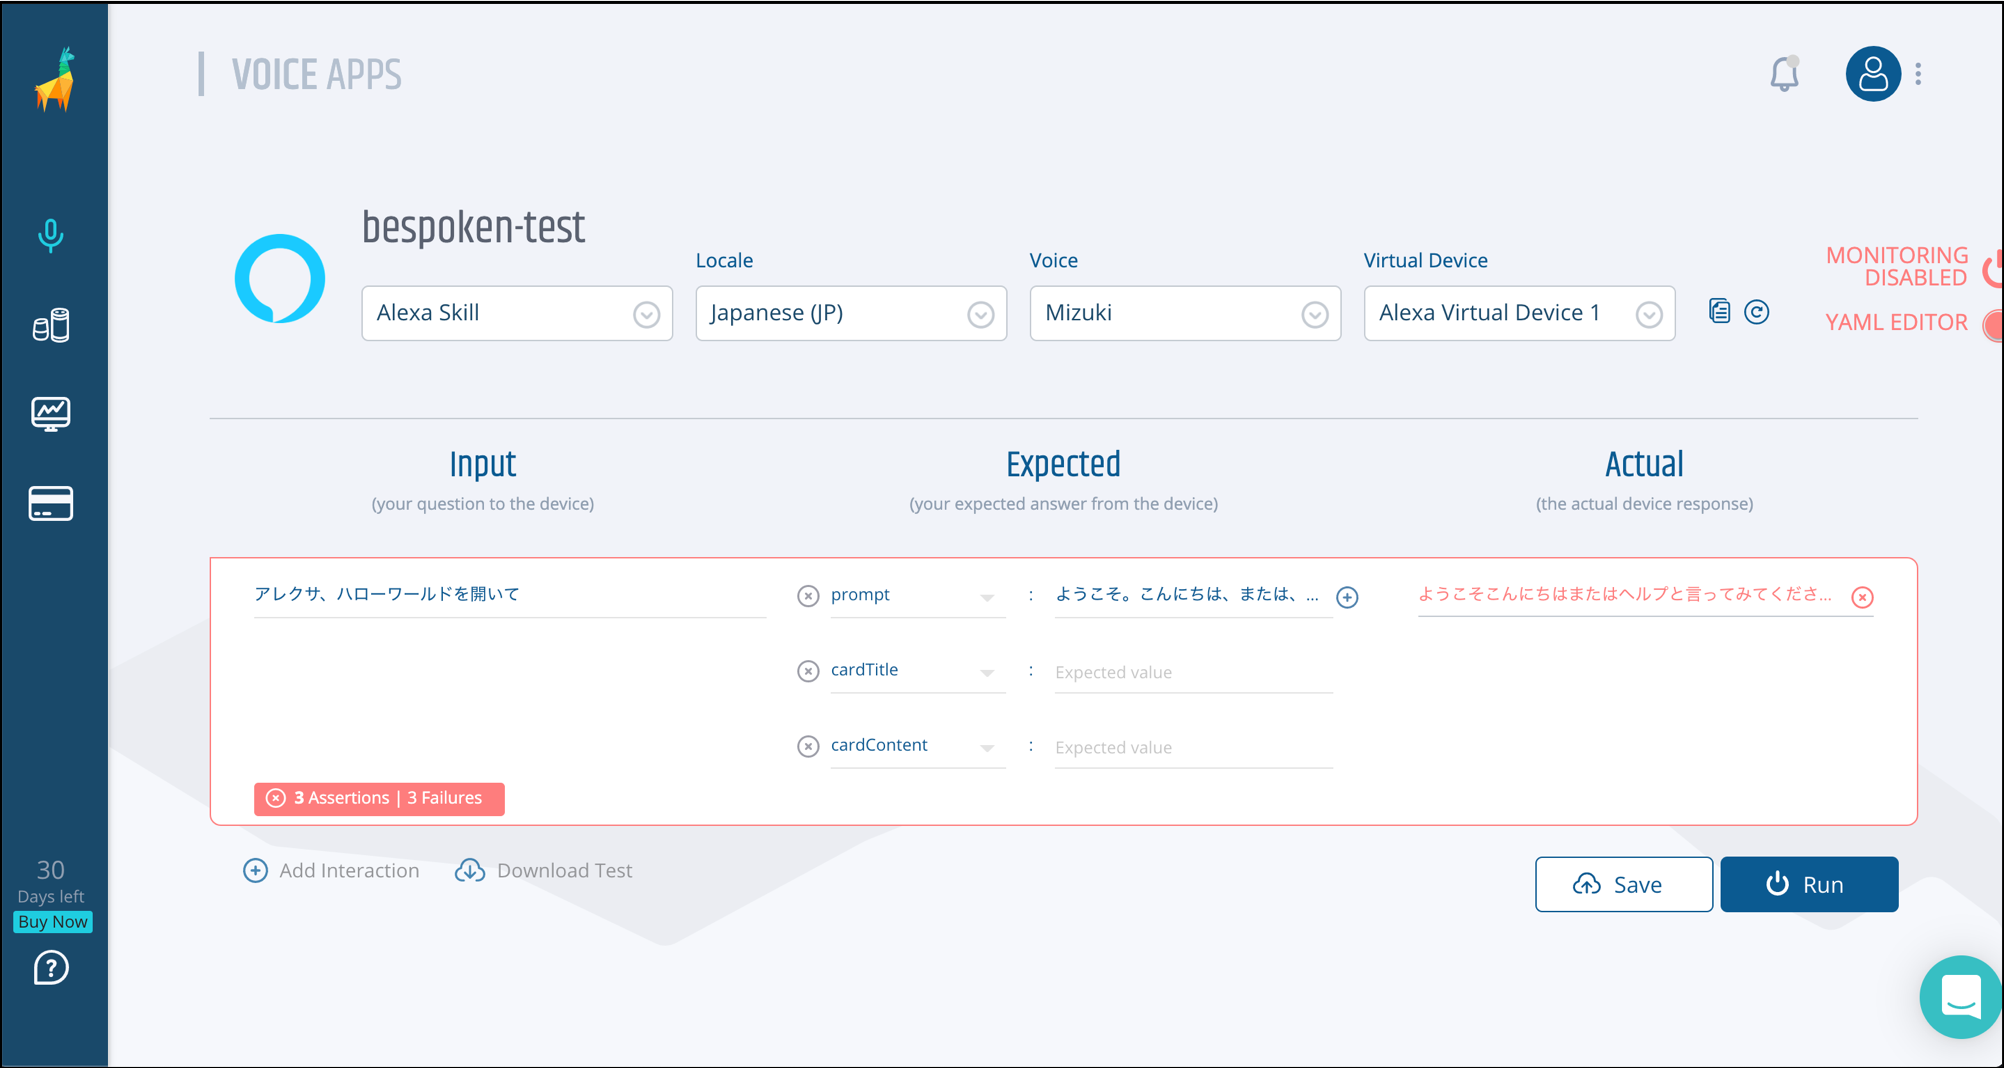 VOICE APPS
bespoken-test
Locale
Voice
Virtual Device
Alexa Skill
Japanese (JP)
Mizuki
Alexa Virtual Device 1
MONITORING
DISABLED
YAML EDITOR
Input
(your question to the device)
Expected
(your expected answer from the device)
Actual
(the actual device response)
アレクサ、ハローワールドを開いて
prompt : ようこそ。こんにちは、または、...
ようこそこんにちはまたはヘルプと言ってみてくださ...
cardTitle : Expected value
cardContent : Expected value
3 Assertions | 3 Failures
Add Interaction
Download Test
Save
Run
30
Days left
Buy Now